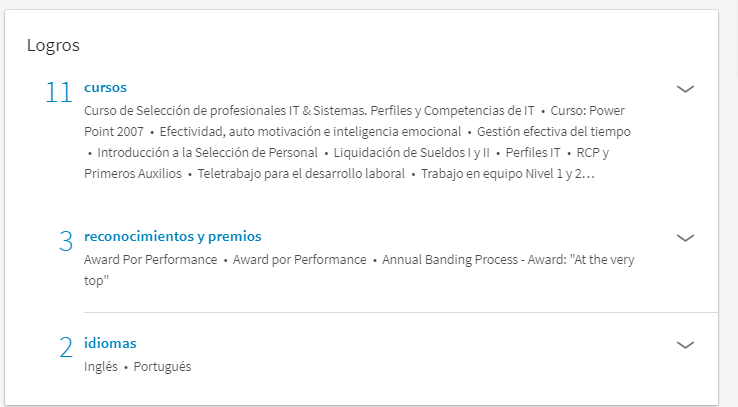 Logros
11 cursos
Curso de Selección de profesionales IT & Sistemas. Perfiles y Competencias de IT • Curso: Power
Point 2007 • Efectividad, auto motivación e inteligencia emocional • Gestión efectiva del tiempo
• Introducción a la Selección de Personal • Liquidación de Sueldos I y II • Perfiles IT • RCP y
Primeros Auxilios • Teletrabajo para el desarrollo laboral • Trabajo en equipo Nivel 1 y 2…
3 reconocimientos y premios
Award Por Performance • Award por Performance • Annual Banding Process - Award: "At the very
top"
2 idiomas
Inglés • Portugués